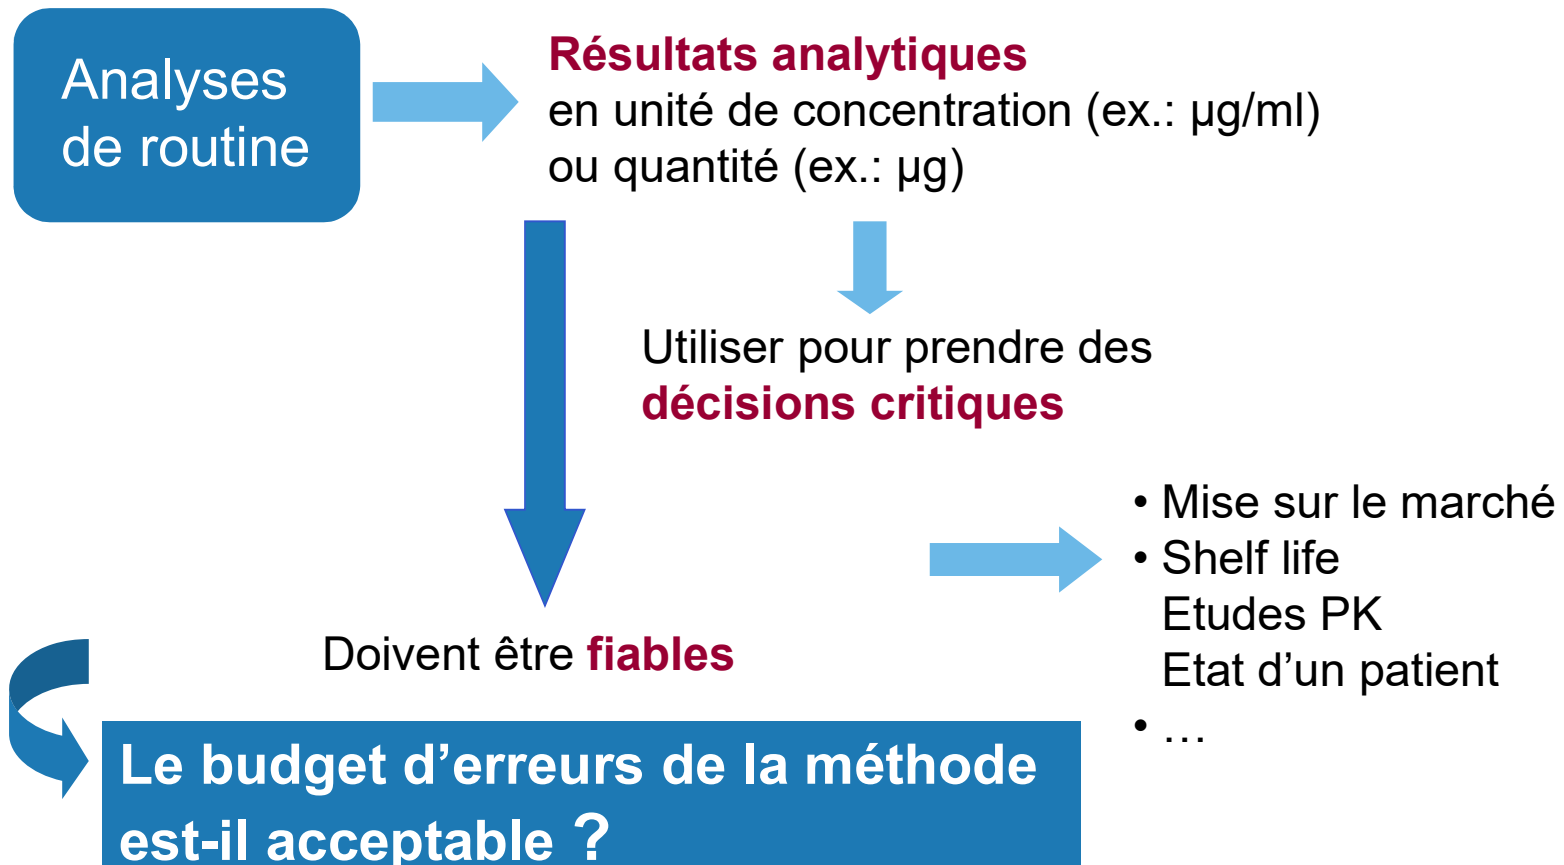 Analyses
de routine
Résultats analytiques
en unité de concentration (ex.: µg/ml)
ou quantité (ex.: µg)
Utiliser pour prendre des
décisions critiques
• Mise sur le marché
• Shelf life
Etudes PK
Etat d’un patient
• …
Doivent être fiables
Le budget d’erreurs de la méthode
est-il acceptable ?